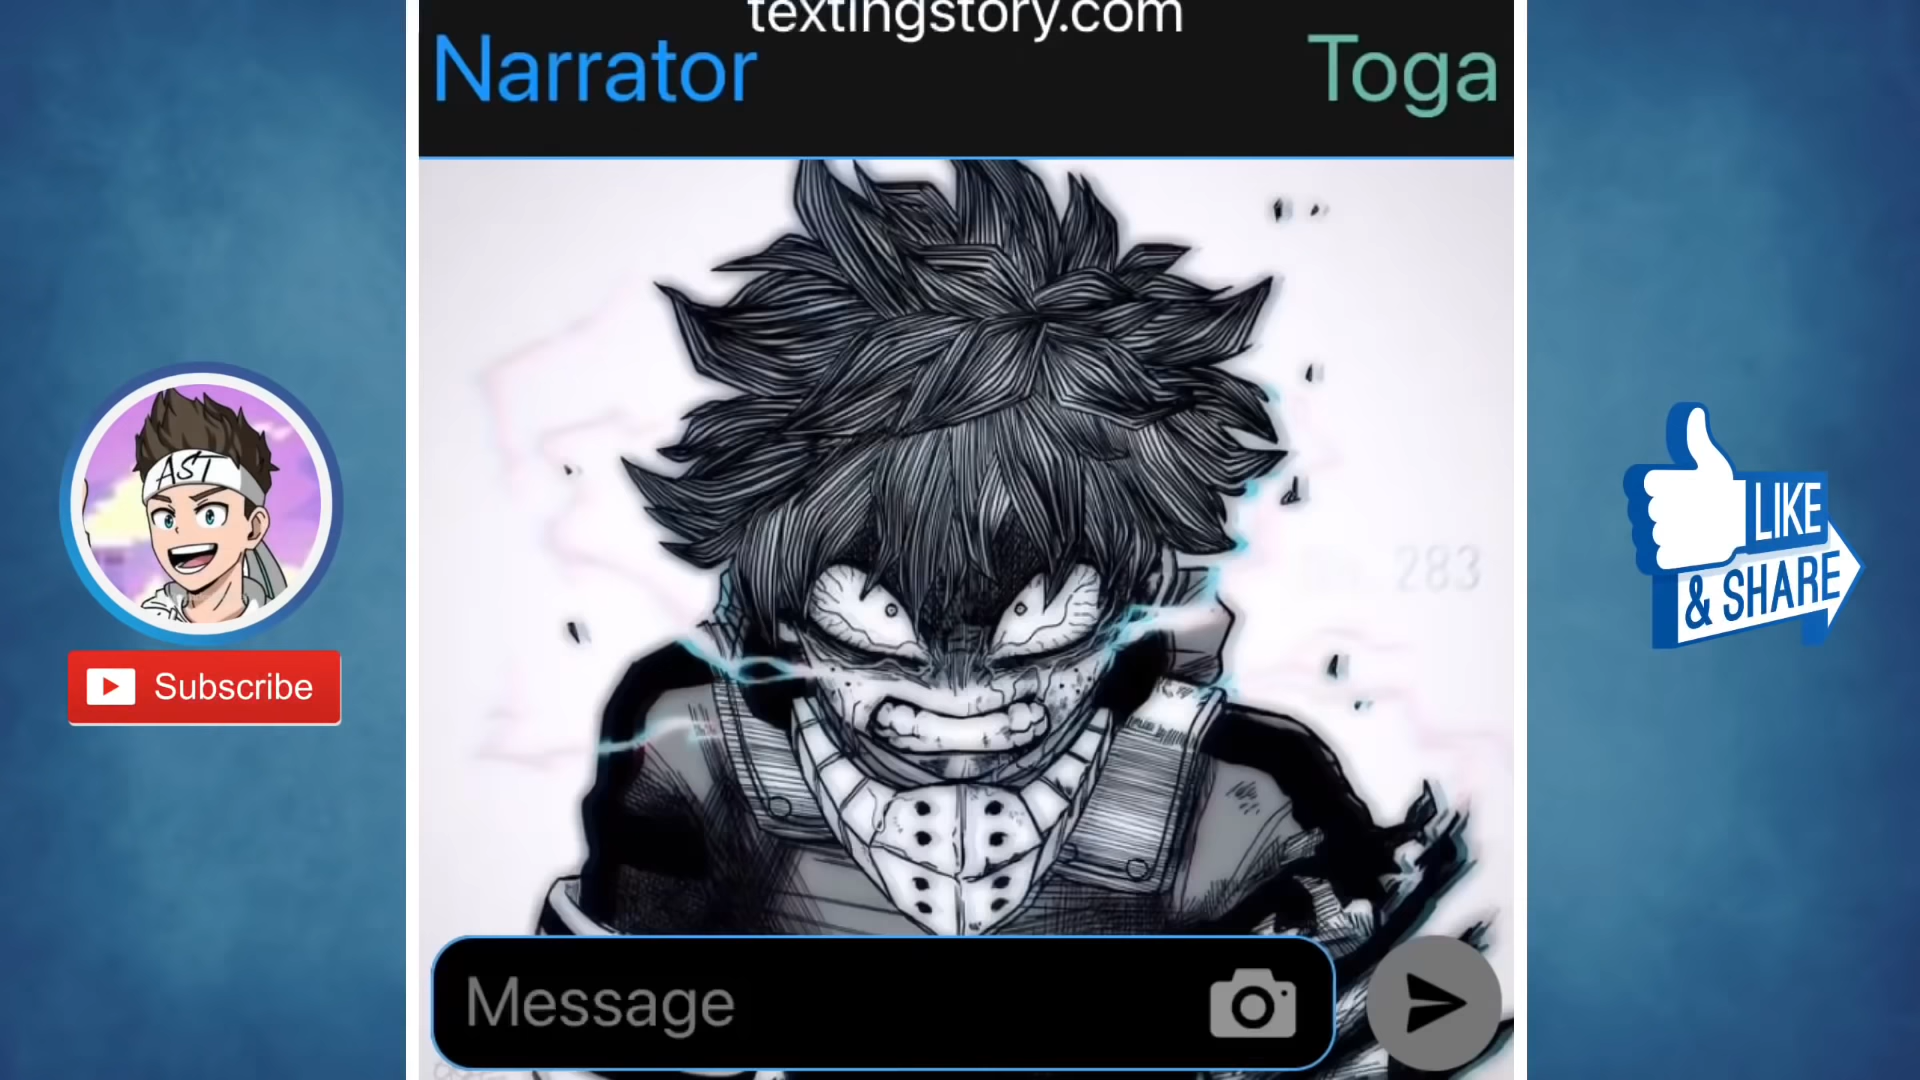 textingstory.com
Narrator
Toga
AST
283
LIKE
& SHARE
Subscribe
Message